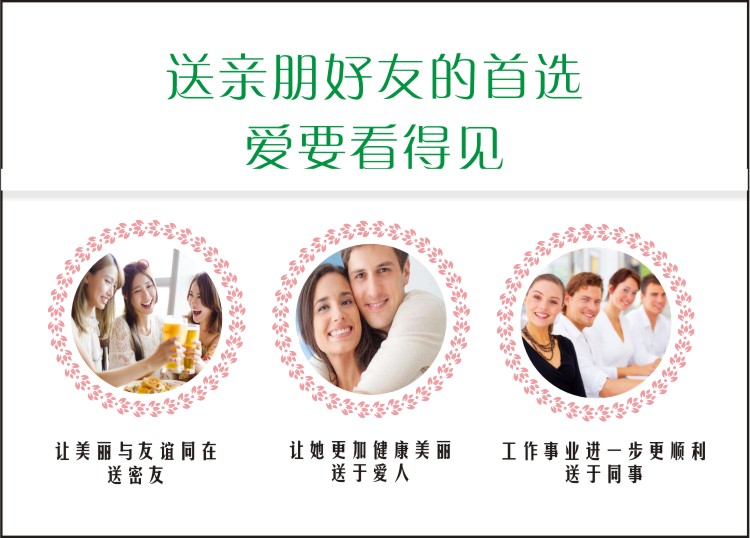 送亲朋好友的首选
爱要看得见
让美丽与友谊同在
送密友
让她更加健康美丽
送于爱人
工作事业进一步更顺利
送于同事